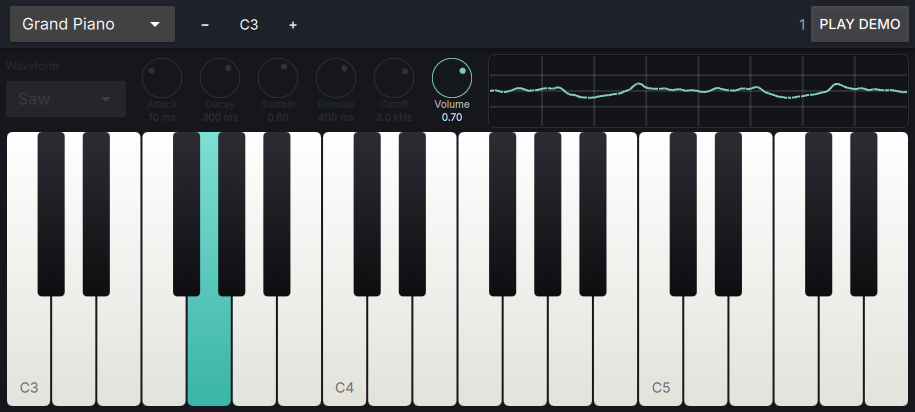 Grand Piano − C3 + 1 PLAY DEMO
Waveform
Saw
Attack Decay Sustain Release Cutoff Volume
10 ms 300 ms 0.60 400 ms 3.0 kHz 0.70
C3 C4 C5